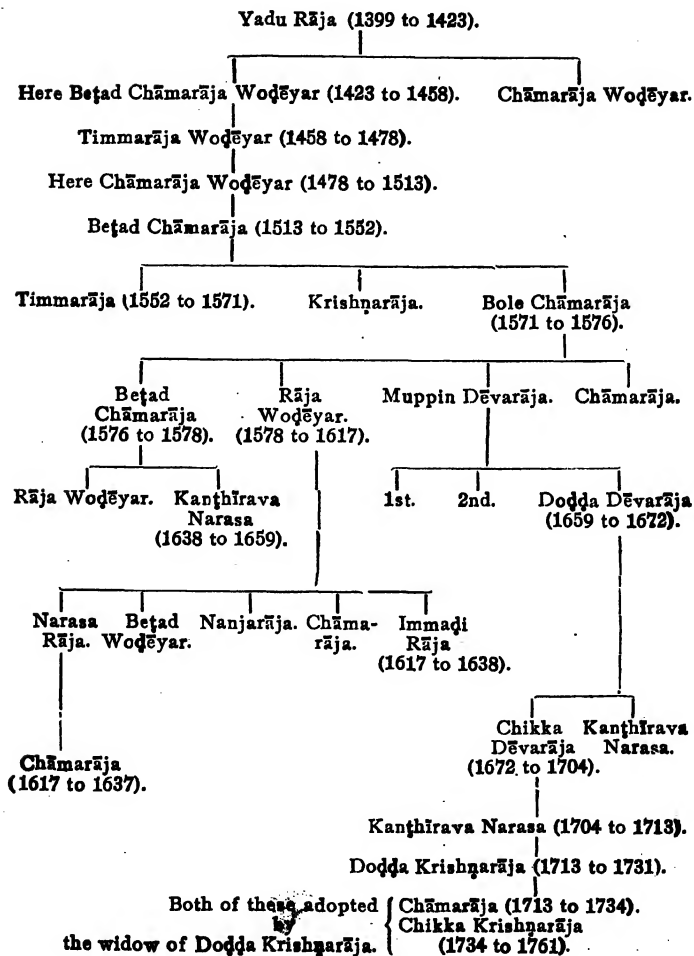 Yadu Rāja (1399 to 1423).
Here Beṭad Chāmarāja Woḍēyar (1423 to 1458). Chāmarāja Woḍēyar.
Timmarāja Woḍēyar (1458 to 1478).
Here Chāmarāja Woḍēyar (1478 to 1513).
Beṭad Chāmarāja (1513 to 1552).
Timmarāja (1552 to 1571). Krishṇarāja. Bole Chāmarāja
(1571 to 1576).
Beṭad Rāja Muppin Dēvarāja. Chāmarāja.
Chāmarāja Woḍēyar.
(1576 to 1578). (1578 to 1617).
Rāja Woḍēyar. Kanṭhīrava 1st. 2nd. Doḍḍa Dēvarāja
Narasa (1659 to 1672).
(1638 to 1659).
Narasa Beṭad Nanjarāja. Chāma- Immaḍi
Rāja. Woḍēyar. rāja. Rāja
(1617 to 1638).
Chikka Kanṭhīrava
Dēvarāja Narasa.
(1672 to 1704).
Chāmarāja
(1617 to 1637).
Kanṭhīrava Narasa (1704 to 1713).
Doḍḍa Krishṇarāja (1713 to 1731).
Both of these adopted { Chāmarāja (1713 to 1734).
by Chikka Krishṇarāja
the widow of Doḍḍa Krishṇarāja. (1734 to 1761).